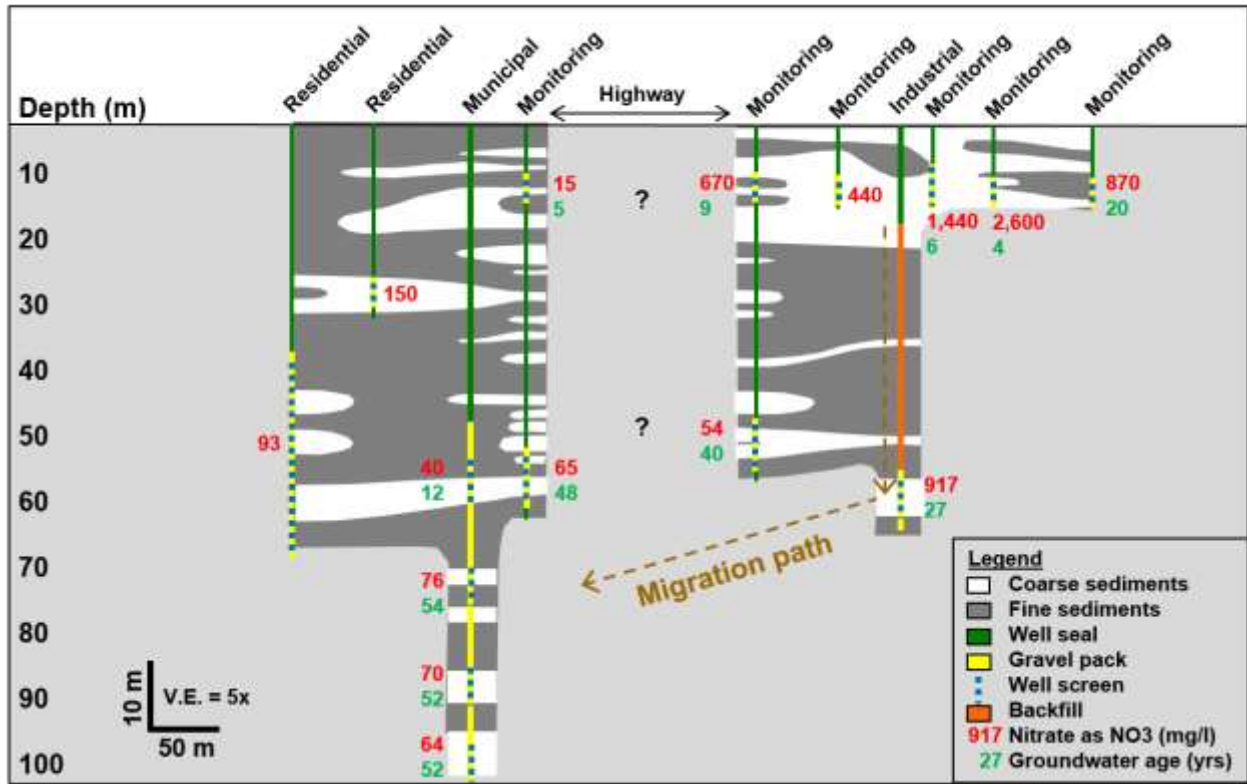 Residential
Residential
Municipal
Monitoring
Monitoring
Monitoring
Industrial
Monitoring
Monitoring
Monitoring
Depth (m)
Highway
10
20
30
40
50
60
70
80
90
100
15
5
?
670
9
440
1,440
6
2,600
4
870
20
150
93
40
12
65
48
?
54
40
917
27
76
54
70
52
64
52
Migration path
10 m
V.E. = 5x
50 m
Legend
Coarse sediments
Fine sediments
Well seal
Gravel pack
Well screen
Backfill
917 Nitrate as NO3 (mg/l)
27 Groundwater age (yrs)